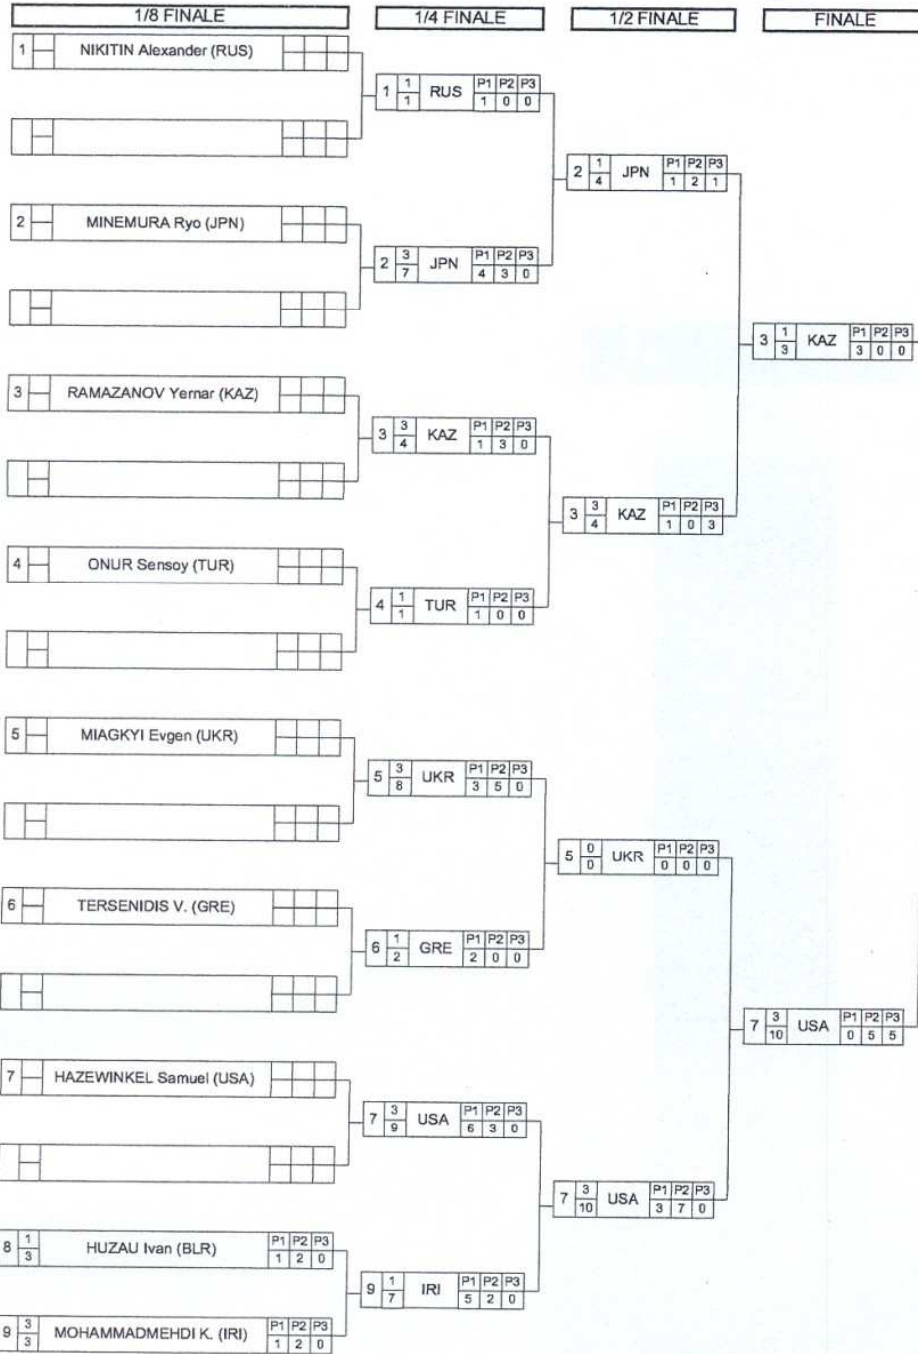 1/8 FINALE 1/4 FINALE 1/2 FINALE FINALE
1 NIKITIN Alexander (RUS)
1 1 1 RUS P1 P2 P3 1 0 0
2 1 4 JPN P1 P2 P3 1 2 1
2 MINEMURA Ryo (JPN)
2 3 7 JPN P1 P2 P3 4 3 0
3 1 3 KAZ P1 P2 P3 3 0 0
3 RAMAZANOV Yernar (KAZ)
3 3 4 KAZ P1 P2 P3 1 3 0
3 3 4 KAZ P1 P2 P3 1 0 3
4 ONUR Sensoy (TUR)
4 1 1 TUR P1 P2 P3 1 0 0
5 MIAGKYI Evgen (UKR)
5 3 8 UKR P1 P2 P3 3 5 0
5 0 0 UKR P1 P2 P3 0 0 0
6 TERSENIDIS V. (GRE)
6 1 2 GRE P1 P2 P3 2 0 0
7 3 10 USA P1 P2 P3 0 5 5
7 HAZEWINKEL Samuel (USA)
7 3 9 USA P1 P2 P3 6 3 0
7 3 10 USA P1 P2 P3 3 7 0
8 1 3 HUZAU Ivan (BLR) P1 P2 P3 1 2 0
9 1 7 IRI P1 P2 P3 5 2 0
9 3 3 MOHAMMADMEHDI K. (IRI) P1 P2 P3 1 2 0